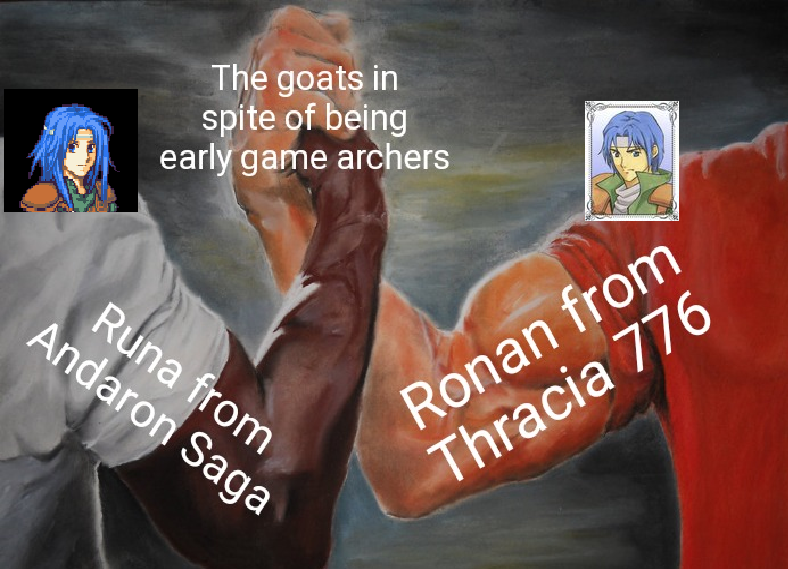 The goats in
spite of being
early game archers
Runa from
Andaron Saga
Ronan from
Thracia 776